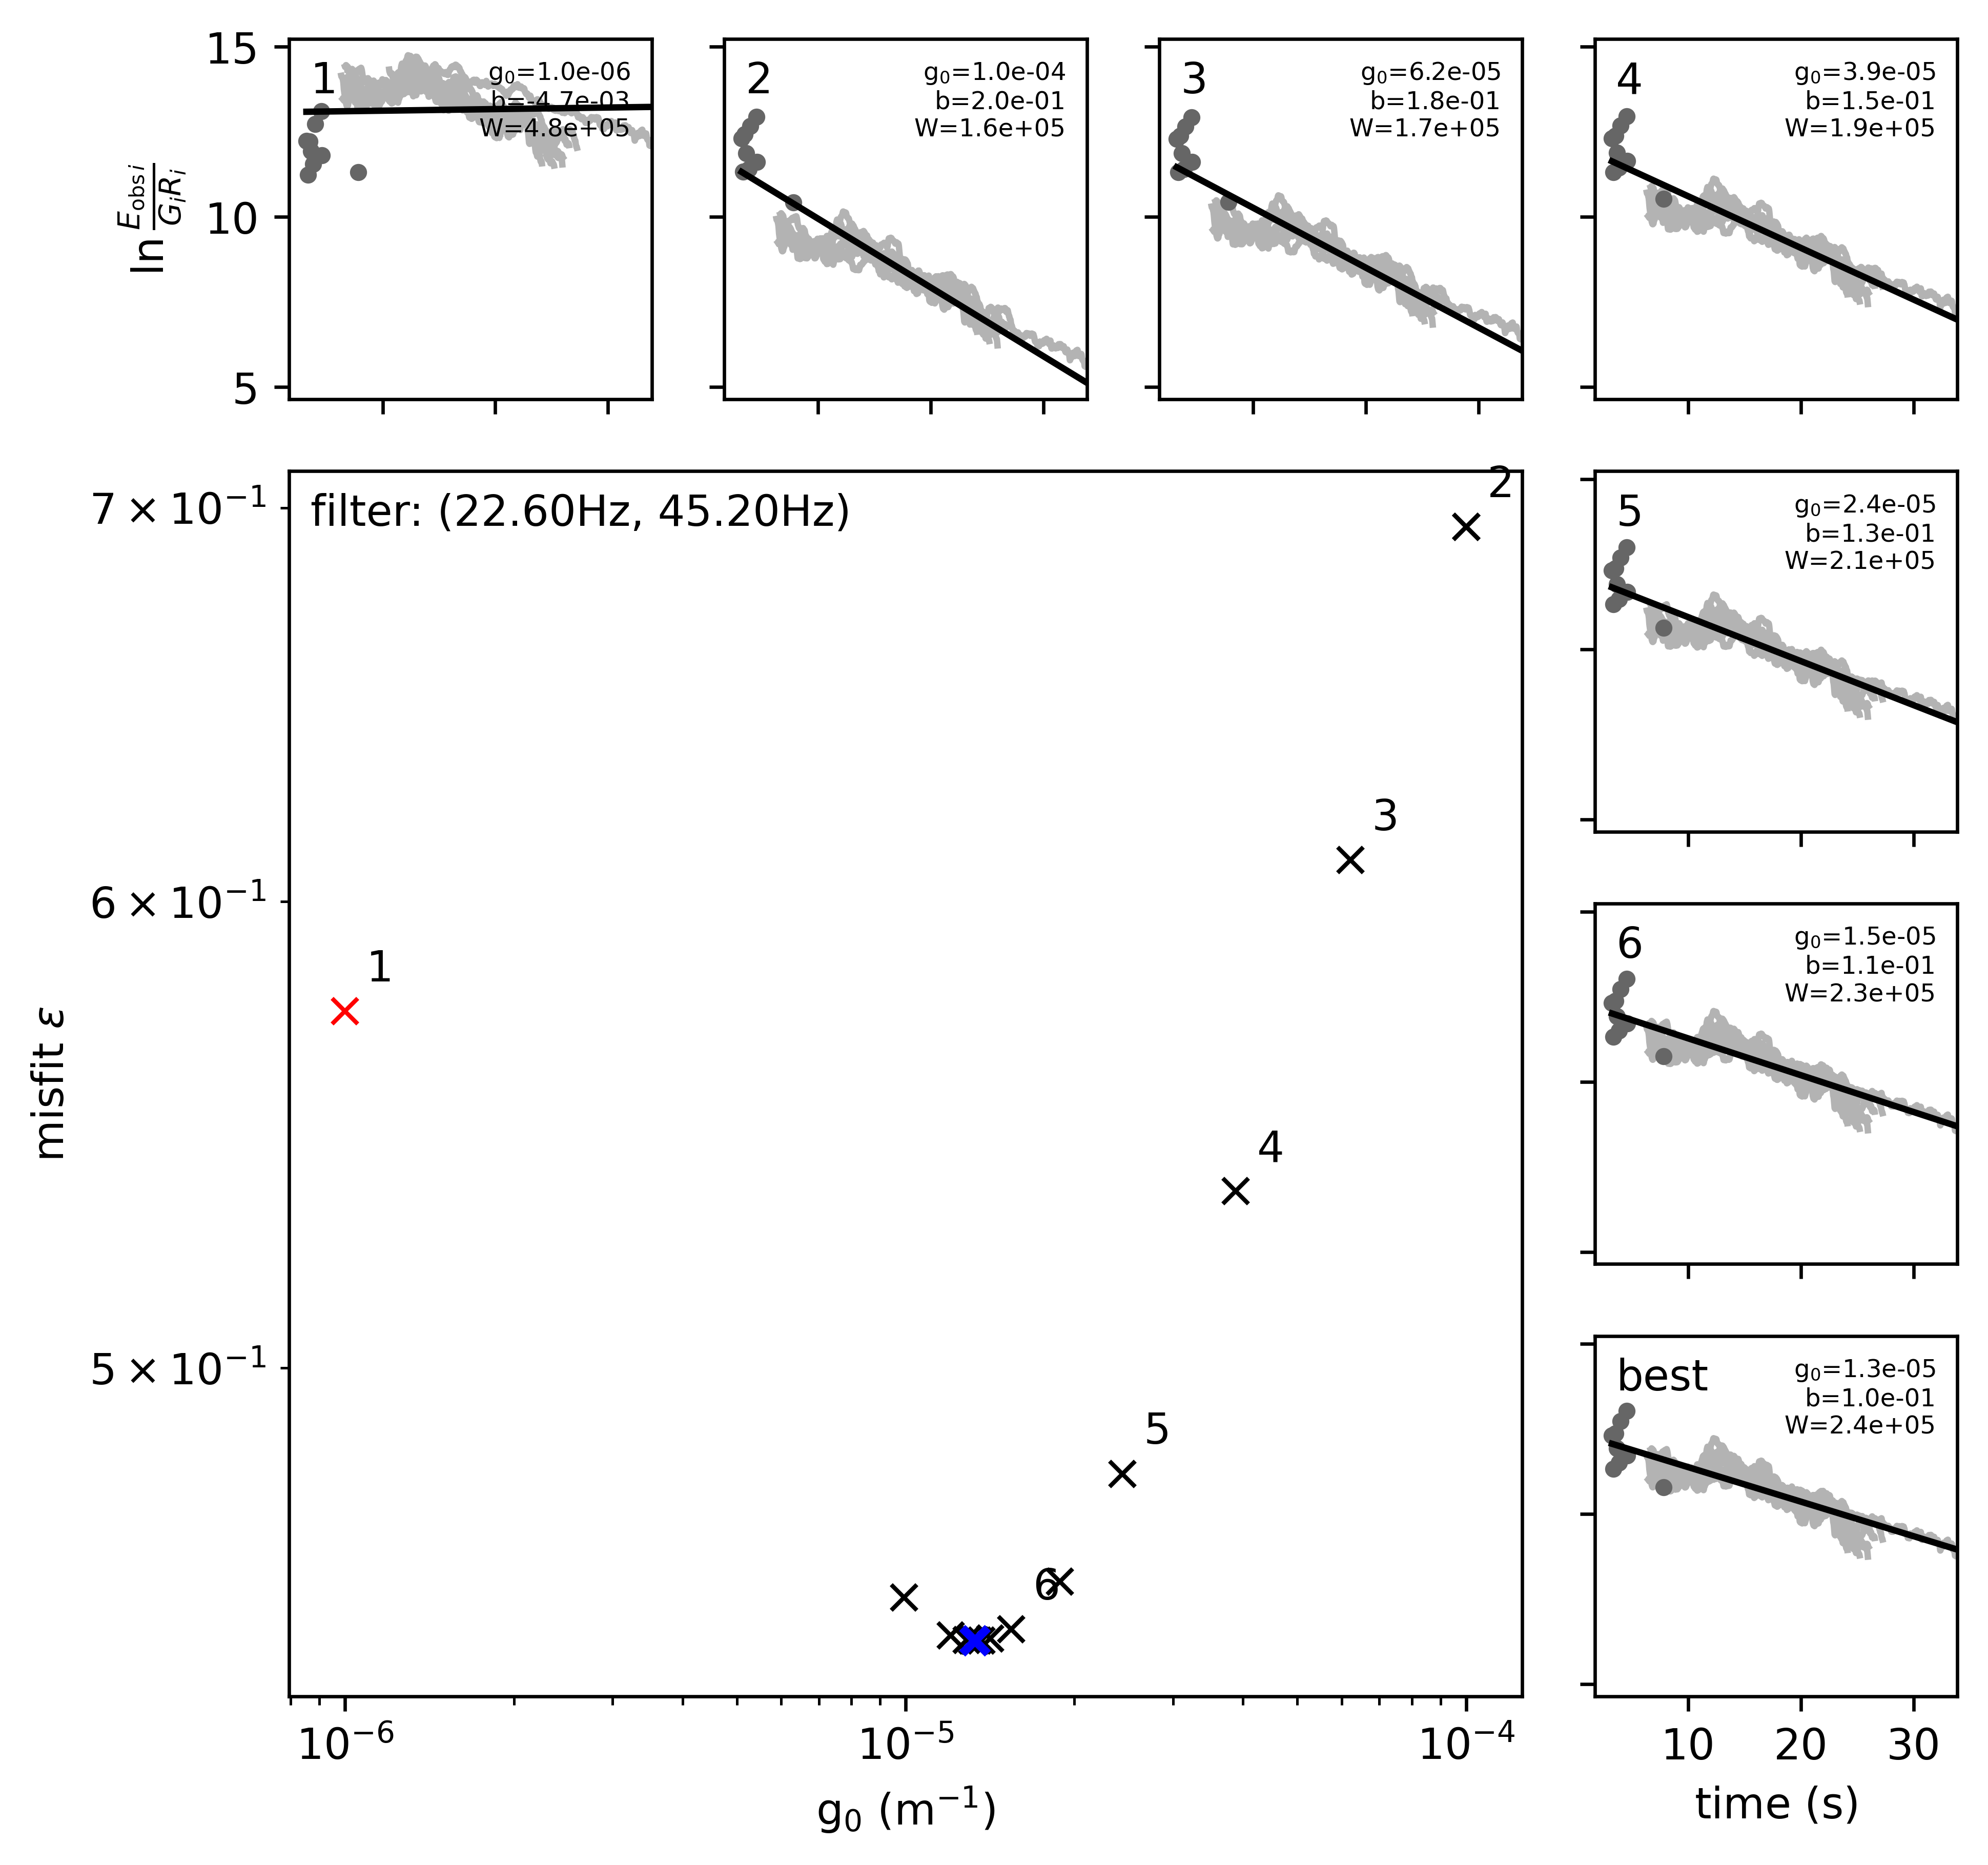 15
10
5
ln E_obs i / G_i R_i
1
g₀=1.0e-06
b=-4.7e-03
W=4.8e+05
2
g₀=1.0e-04
b=2.0e-01
W=1.6e+05
3
g₀=6.2e-05
b=1.8e-01
W=1.7e+05
4
g₀=3.9e-05
b=1.5e-01
W=1.9e+05
filter: (22.60Hz, 45.20Hz)
7 × 10⁻¹
6 × 10⁻¹
5 × 10⁻¹
misfit ε
1
2
3
4
5
6
10⁻⁶
10⁻⁵
10⁻⁴
g₀ (m⁻¹)
5
g₀=2.4e-05
b=1.3e-01
W=2.1e+05
6
g₀=1.5e-05
b=1.1e-01
W=2.3e+05
best
g₀=1.3e-05
b=1.0e-01
W=2.4e+05
10
20
30
time (s)